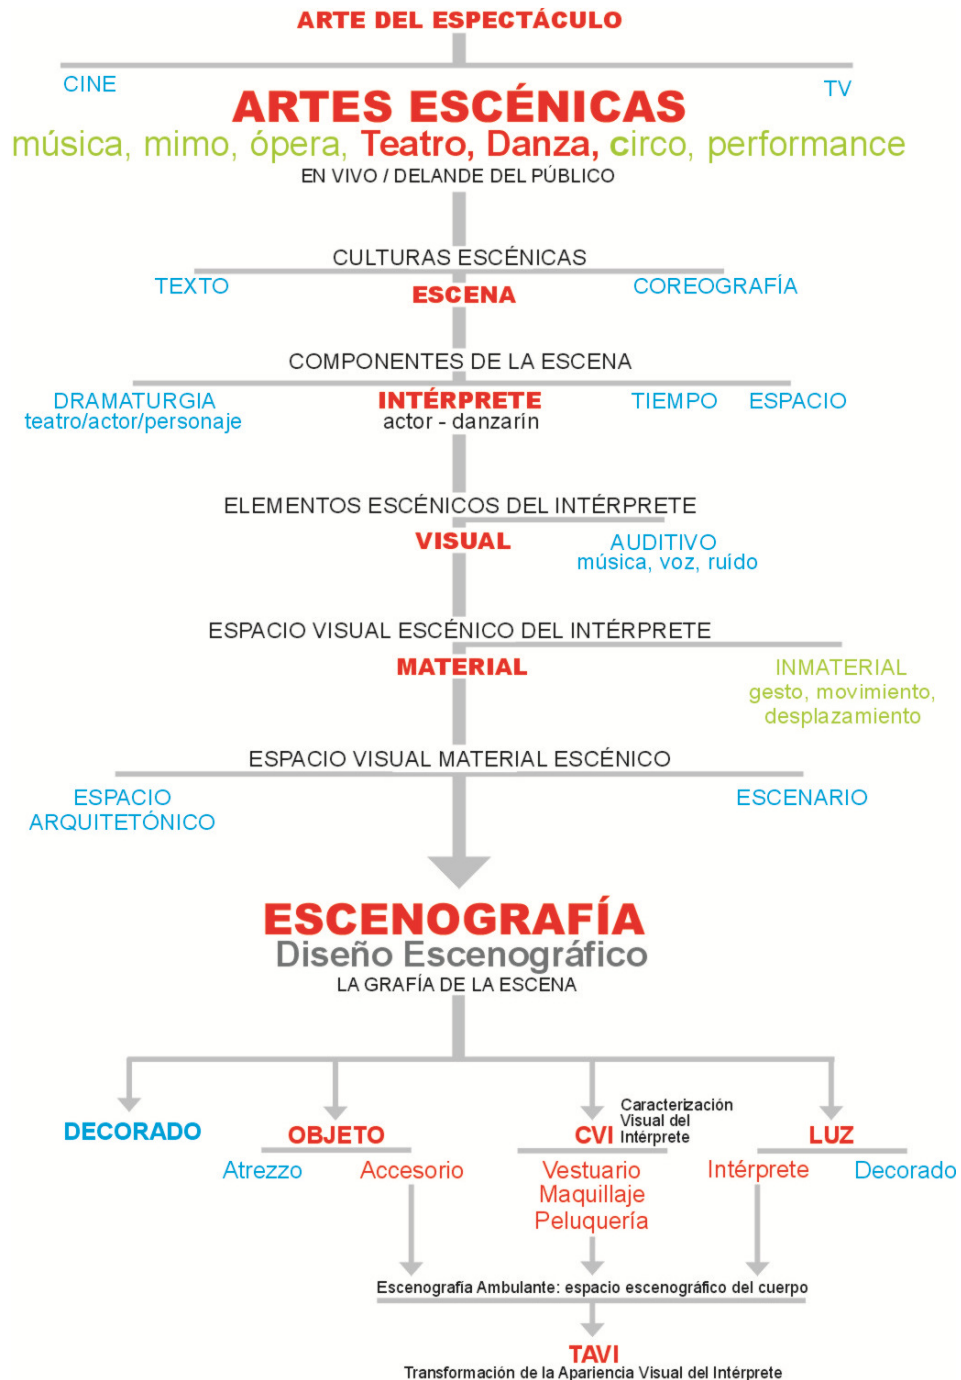 ARTE DEL ESPECTÁCULO
CINE
TV
ARTES ESCÉNICAS
música, mimo, ópera, Teatro, Danza, circo, performance
EN VIVO / DELANDE DEL PÚBLICO
CULTURAS ESCÉNICAS
TEXTO
COREOGRAFÍA
ESCENA
COMPONENTES DE LA ESCENA
DRAMATURGIA
teatro/actor/personaje
INTÉRPRETE
actor - danzarín
TIEMPO
ESPACIO
ELEMENTOS ESCÉNICOS DEL INTÉRPRETE
VISUAL
AUDITIVO
música, voz, ruído
ESPACIO VISUAL ESCÉNICO DEL INTÉRPRETE
MATERIAL
INMATERIAL
gesto, movimiento,
desplazamiento
ESPACIO VISUAL MATERIAL ESCÉNICO
ESPACIO
ARQUITETÓNICO
ESCENARIO
ESCENOGRAFÍA
Diseño Escenográfico
LA GRAFÍA DE LA ESCENA
DECORADO
OBJETO
Atrezzo
Accesorio
CVI
Caracterización
Visual del
Intérprete
Vestuario
Maquillaje
Peluquería
LUZ
Intérprete
Decorado
Escenografía Ambulante: espacio escenográfico del cuerpo
TAVI
Transformación de la Apariencia Visual del Intérprete